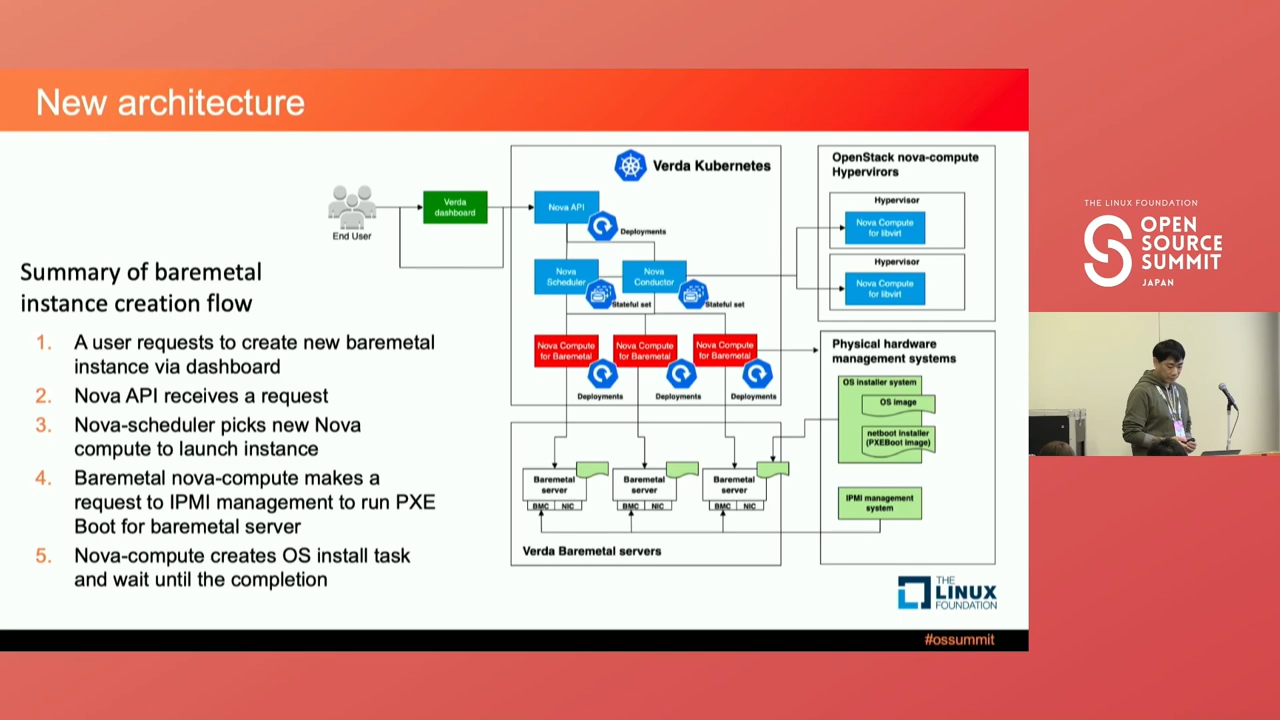 New architecture
Summary of baremetal
instance creation flow
1. A user requests to create new baremetal
instance via dashboard
2. Nova API receives a request
3. Nova-scheduler picks new Nova
compute to launch instance
4. Baremetal nova-compute makes a
request to IPMI management to run PXE
Boot for baremetal server
5. Nova-compute creates OS install task
and wait until the completion
End User
Verda
dashboard
Verda Kubernetes
Nova API
Deployments
Nova
Scheduler
Stateful set
Nova
Conductor
Stateful set
Nova Compute
for Baremetal
Deployments
Nova Compute
for Baremetal
Deployments
Nova Compute
for Baremetal
Deployments
OpenStack nova-compute
Hypervirors
Hypervisor
Nova Compute
for libvirt
Hypervisor
Nova Compute
for libvirt
Physical hardware
management systems
OS installer system
OS image
netboot installer
(PXEBoot image)
IPMI management
system
Baremetal
server
BMC NIC
Baremetal
server
BMC NIC
Baremetal
server
BMC NIC
Verda Baremetal servers
THE
LINUX
FOUNDATION
#ossummit
THE LINUX FOUNDATION
OPEN
SOURCE
SUMMIT
JAPAN